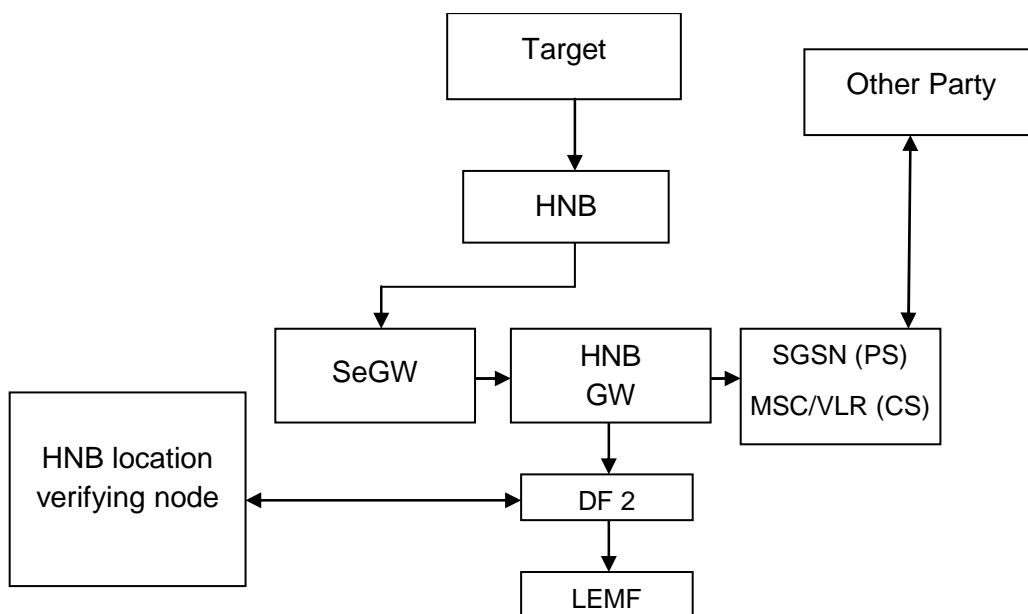 Target
Other Party
HNB
SeGW
HNB
GW
SGSN (PS)
MSC/VLR (CS)
HNB location
verifying node
DF 2
LEMF